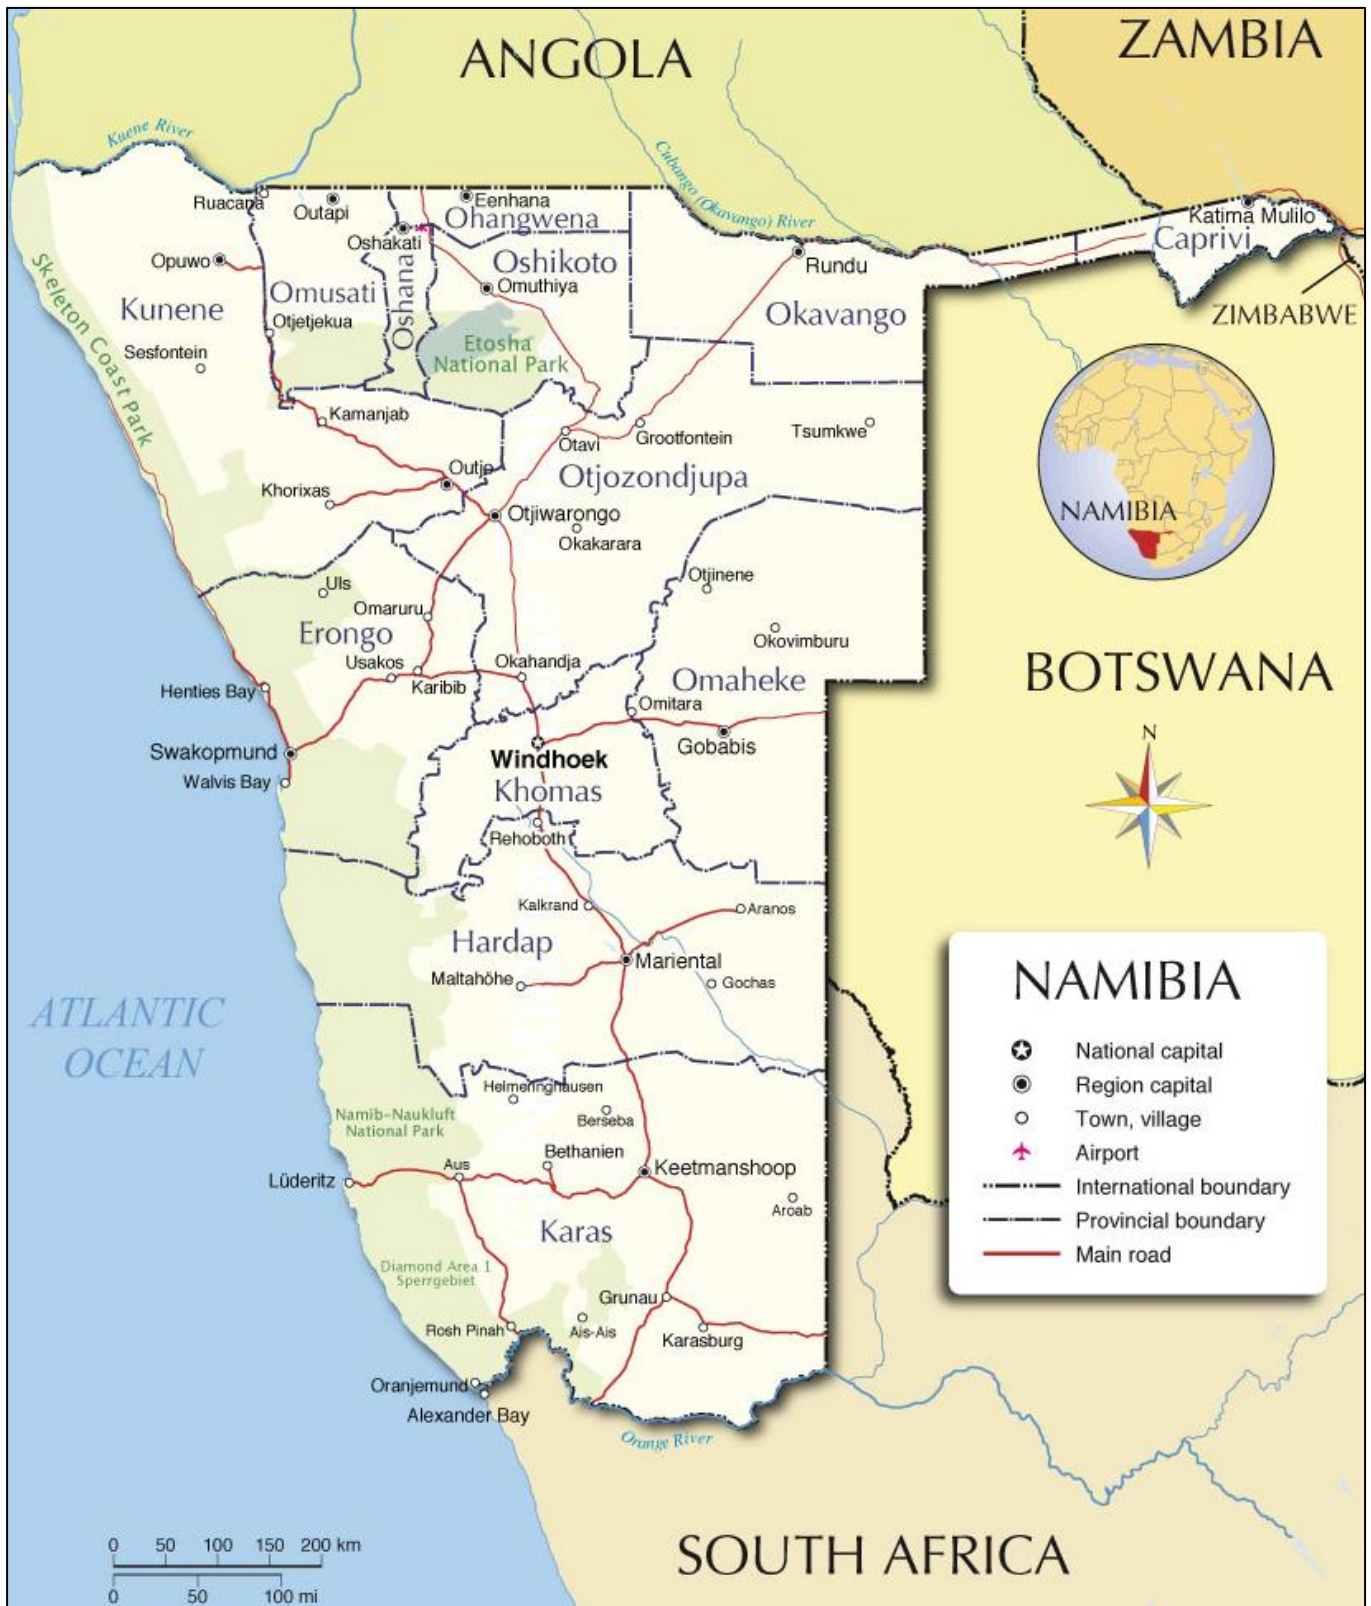 ANGOLA
ZAMBIA
Kuene River
Cubango (Okavango) River
Ruacana
Outapi
Eenhana
Ohangwena
Katima Mulilo
Caprivi
Oshakati
Opuwo
Oshikoto
Rundu
Omuthiya
Omusati
Oshana
Kunene
Okavango
ZIMBABWE
Skeleton Coast Park
Otjetjekua
Etosha
National Park
Sesfontein
Kamanjab
Otavi
Grootfontein
Tsumkwe
Outjo
Otjozondjupa
Khorixas
Otjiwarongo
Okakarara
NAMIBIA
Uls
Otjinene
Omaruru
Erongo
Okovimburu
Usakos
Karibib
Okahandja
Omaheke
BOTSWANA
Henties Bay
Omitara
Swakopmund
Gobabis
N
Windhoek
Walvis Bay
Khomas
Rehoboth
Kalkrand
Aranos
Hardap
Mariental
Maltahöhe
Gochas
ATLANTIC
OCEAN
Helmeringhausen
Berseba
Namib-Naukluft
National Park
Bethanien
Aus
Keetmanshoop
Lüderitz
Aroab
Karas
Diamond Area 1
Sperrgebiet
Grunau
Rosh Pinah
Ais-Ais
Karasburg
Oranjemund
Alexander Bay
Orange River
NAMIBIA
National capital
Region capital
Town, village
Airport
International boundary
Provincial boundary
Main road
SOUTH AFRICA
0 50 100 150 200 km
0 50 100 mi